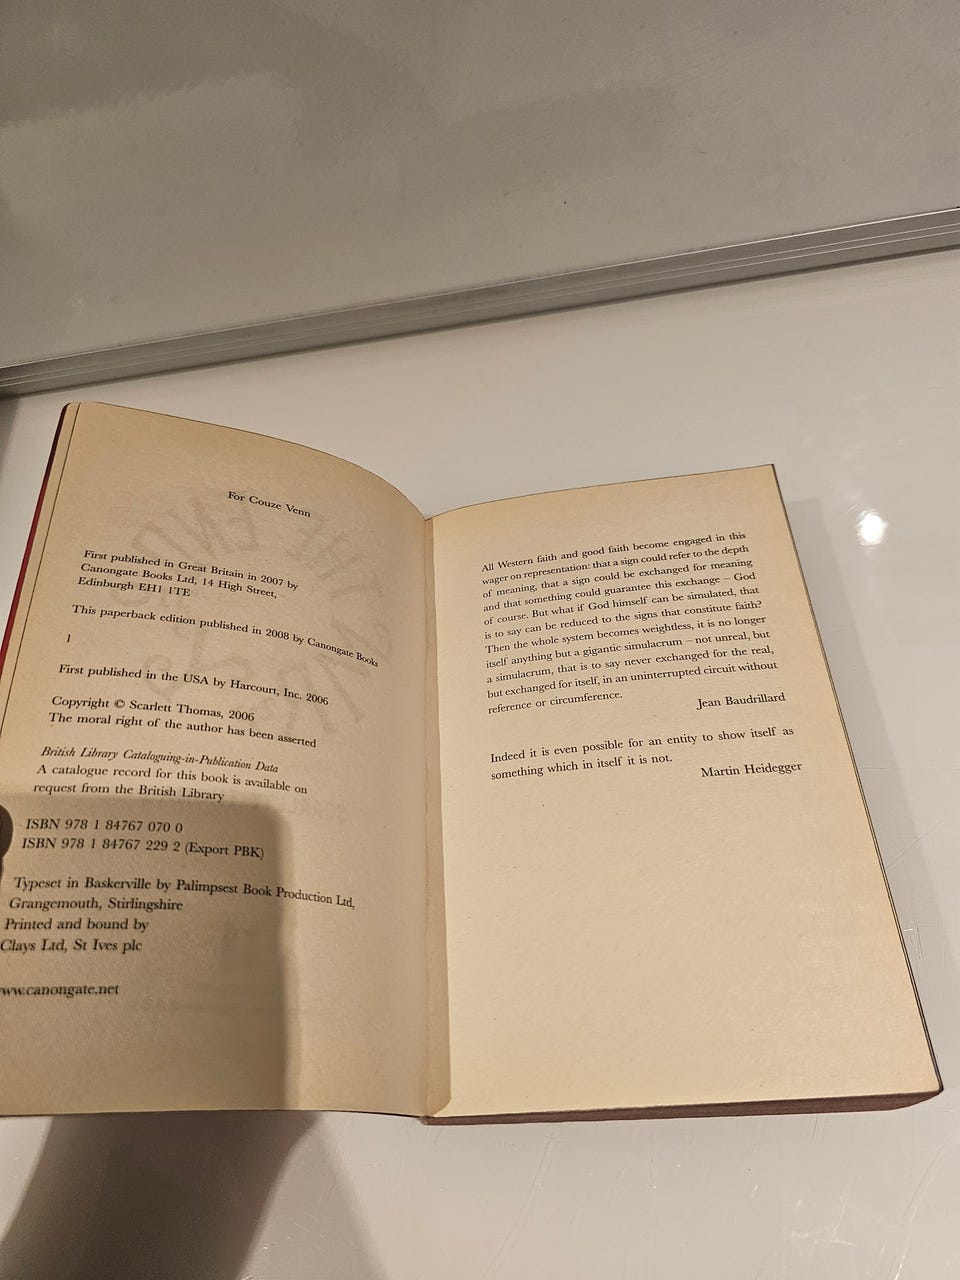 For Couze Venn
First published in Great Britain in 2007 by
Canongate Books Ltd, 14 High Street,
Edinburgh EH1 1TE
This paperback edition published in 2008 by Canongate Books
1
First published in the USA by Harcourt, Inc. 2006
Copyright © Scarlett Thomas, 2006
The moral right of the author has been asserted
British Library Cataloguing-in-Publication Data
A catalogue record for this book is available on
request from the British Library
ISBN 978 1 84767 070 0
ISBN 978 1 84767 229 2 (Export PBK)
Typeset in Baskerville by Palimpsest Book Production Ltd,
Grangemouth, Stirlingshire
Printed and bound by
Clays Ltd, St Ives plc
www.canongate.net
All Western faith and good faith become engaged in this
wager on representation: that a sign could refer to the depth
of meaning, that a sign could be exchanged for meaning
and that something could guarantee this exchange – God
of course. But what if God himself can be simulated, that
is to say can be reduced to the signs that constitute faith?
Then the whole system becomes weightless, it is no longer
itself anything but a gigantic simulacrum – not unreal, but
a simulacrum, that is to say never exchanged for the real,
but exchanged for itself, in an uninterrupted circuit without
reference or circumference.
Jean Baudrillard
Indeed it is even possible for an entity to show itself as
something which in itself it is not.
Martin Heidegger